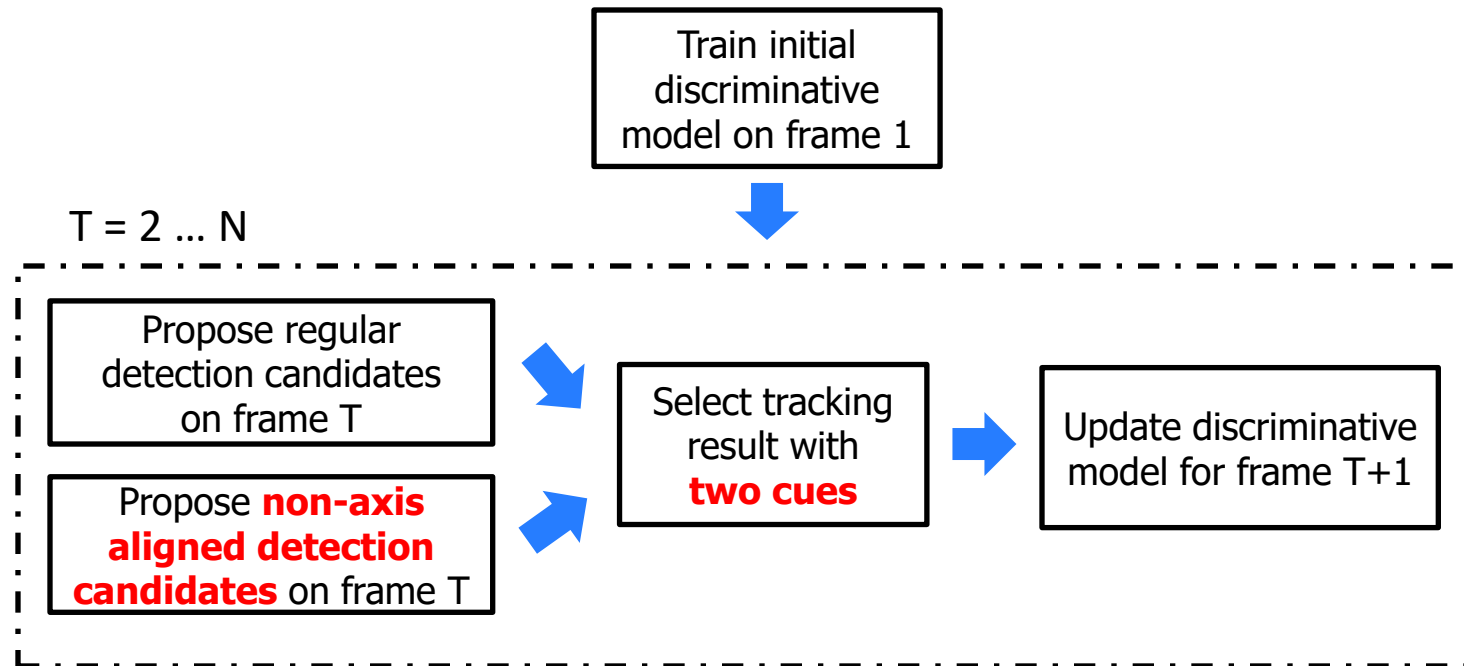 Train initial
discriminative
model on frame 1
T = 2 ... N
Propose regular
detection candidates
on frame T
Propose non-axis
aligned detection
candidates on frame T
Select tracking
result with
two cues
Update discriminative
model for frame T+1